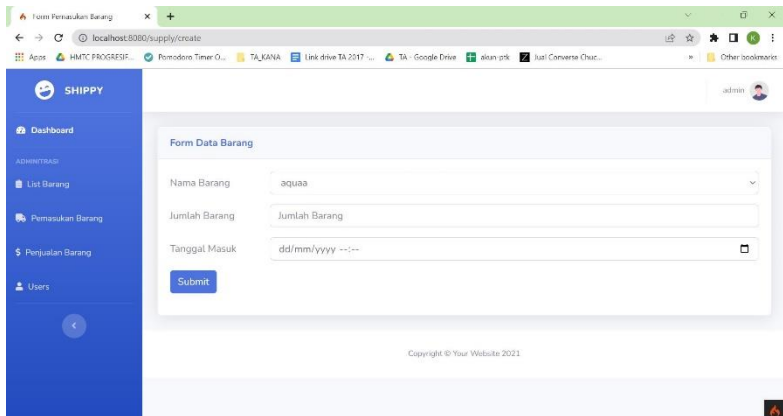 Form Pemasukan Barang
localhost:8080/supply/create
Apps HMTC PROGRESIF... Pomodoro Timer O... TA_KANA Link drive TA 2017 -... TA - Google Drive akun-ptk Jual Converse Chuc... » Other bookmarks
K
SHIPPY
admin
Dashboard
Form Data Barang
ADMINITRASI
List Barang
Nama Barang aquaa
Pemasukan Barang
Jumlah Barang Jumlah Barang
Penjualan Barang
Tanggal Masuk dd/mm/yyyy --:--
Submit
Users
Copyright © Your Website 2021